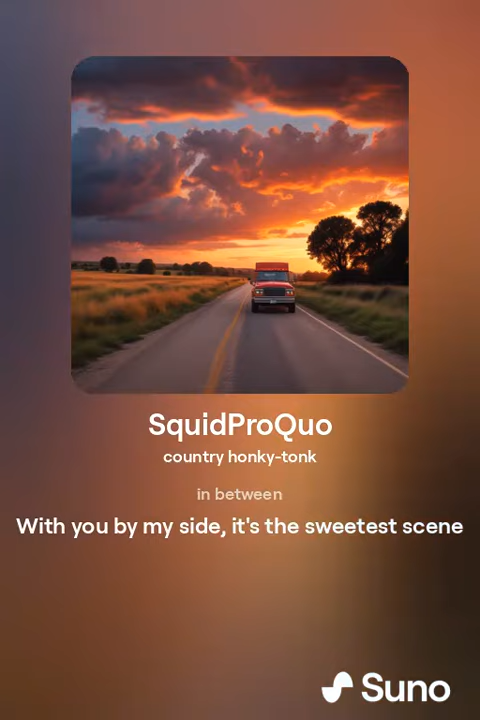 SquidProQuo
country honky-tonk
in between
With you by my side, it's the sweetest scene
Suno